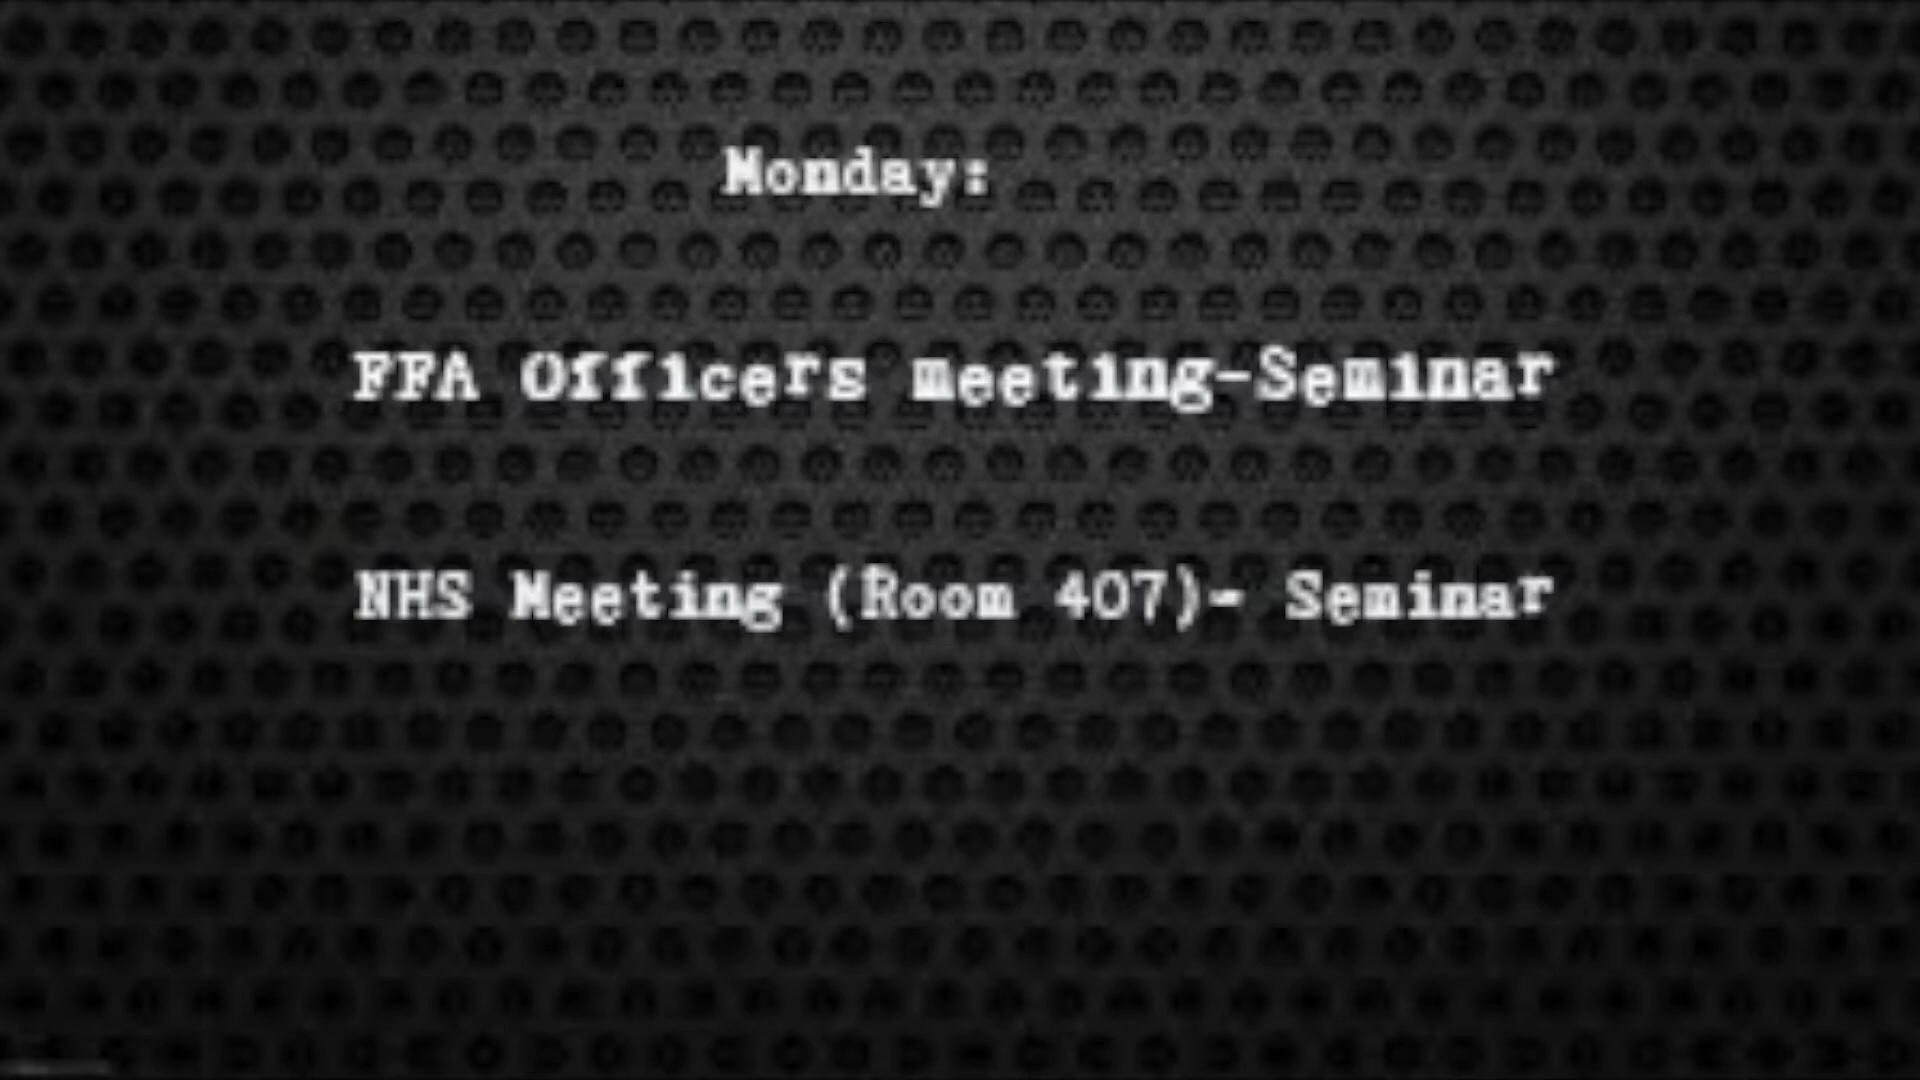 Monday:
FFA Officers meeting-Seminar
NHS Meeting (Room 407)- Seminar